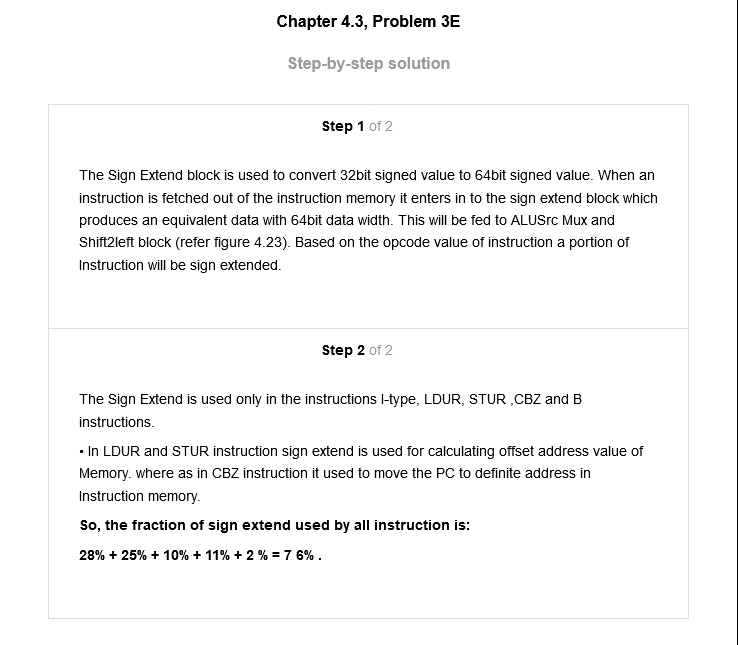 Chapter 4.3, Problem 3E
Step-by-step solution
Step 1 of 2
The Sign Extend block is used to convert 32bit signed value to 64bit signed value. When an
instruction is fetched out of the instruction memory it enters in to the sign extend block which
produces an equivalent data with 64bit data width. This will be fed to ALUSrc Mux and
Shift2left block (refer figure 4.23). Based on the opcode value of instruction a portion of
Instruction will be sign extended.
Step 2 of 2
The Sign Extend is used only in the instructions I-type, LDUR, STUR ,CBZ and B
instructions.
• In LDUR and STUR instruction sign extend is used for calculating offset address value of
Memory. where as in CBZ instruction it used to move the PC to definite address in
Instruction memory.
So, the fraction of sign extend used by all instruction is:
28% + 25% + 10% + 11% + 2 % = 7 6% .